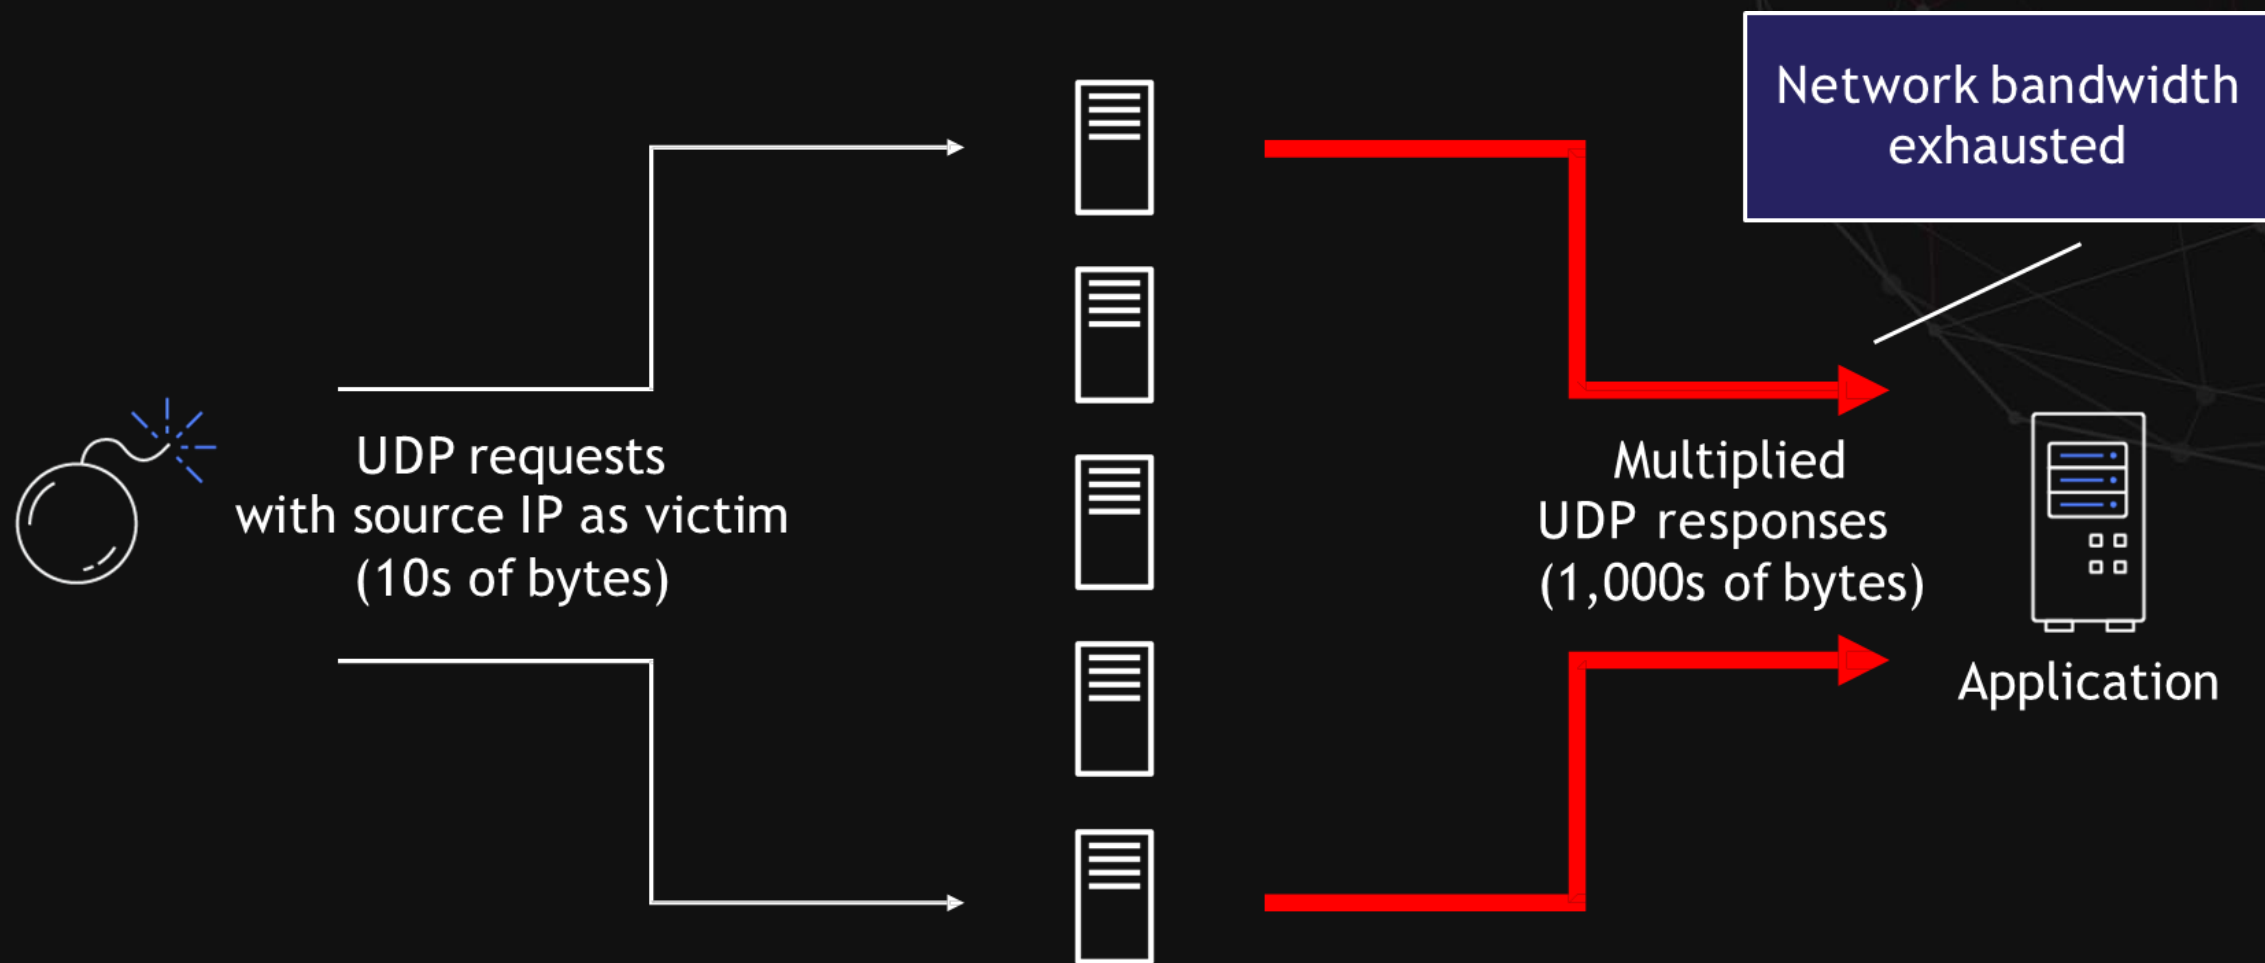 UDP requests
with source IP as victim
(10s of bytes)
Network bandwidth
exhausted
Multiplied
UDP responses
(1,000s of bytes)
Application